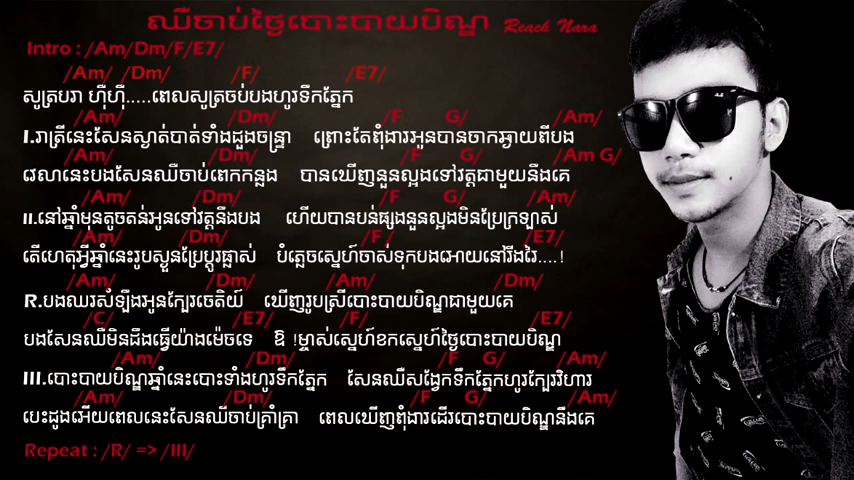 ឈឺចាប់ថ្ងៃបោះបាយបិណ្ឌ Reach Nara
Intro : /Am/Dm/F/E7/
/Am/ /Dm/ /F/ /E7/
សូត្របរា ហ៊ឺហ៊ឺ.....ពេលសូត្រចប់បងហូរទឹកភ្នែក
/Am/ /Dm/ /F G/ /Am/
I.រាត្រីនេះសែនស្ងាត់បាត់ទាំងដួងចន្ទ្រា ព្រោះតែពុំងារអូនបានចាកឆ្ងាយពីបង
/Am/ /Dm/ /F G/ /Am G/
វេលានេះបងសែនឈឺចាប់ពេកកន្លង បានឃើញនួនល្អងទៅវត្តជាមួយនឹងគេ
/Am/ /Dm/ /F G/ /Am/
II.នៅឆ្នាំមុនតូចតន់អូនទៅវត្តនឹងបង ហើយបានបន់ផ្សងនួនល្អងមិនប្រែក្រឡាស់
/Am/ /Dm/ /F / /E7/
តើហេតុអ្វីឆ្នាំនេះរូបស្ងួនប្រែប្តូរផ្លាស់ បំភ្លេចស្នេហ៍ចាស់ទុកបងអោយនៅរីងរៃ....!
/Am/ /Dm/ /Am/ /Dm/
R.បងឈរសំឡឹងអូនក្បែរចេតិយ៍ ឃើញរូបស្រីបោះបាយបិណ្ឌជាមួយគេ
/C/ /E7/ /F/ /E7/
បងសែនឈឺមិនដឹងធ្វើយ៉ាងម៉េចទេ ឱ !ម្ចាស់ស្នេហ៍ខកស្នេហ៍ថ្ងៃបោះបាយបិណ្ឌ
/Am/ /Dm/ /F G/ /Am/
III.បោះបាយបិណ្ឌឆ្នាំនេះបោះទាំងហូរទឹកភ្នែក សែនឈឺសង្វែកទឹកភ្នែកហូរក្បែរវិហារ
/Am/ /Dm/ /F G/ /Am/
បេះដូងអើយពេលនេះសែនឈឺចាប់គ្រាំគ្រា ពេលឃើញពុំងារដើរបោះបាយបិណ្ឌនឹងគេ
Repeat : /R/ => /III/